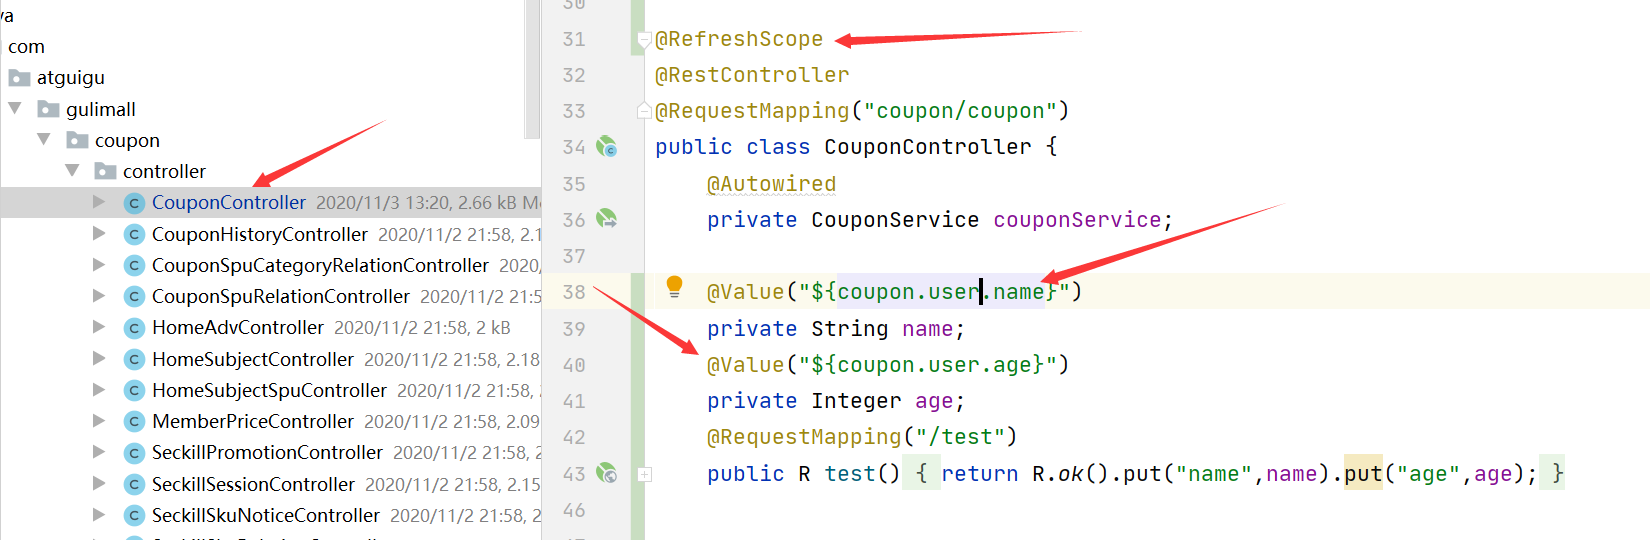 va
com
atguigu
gulimall
coupon
controller
CouponController 2020/11/3 13:20, 2.66 kB
CouponHistoryController 2020/11/2 21:58, 2.1
CouponSpuCategoryRelationController 2020/
CouponSpuRelationController 2020/11/2 21:5
HomeAdvController 2020/11/2 21:58, 2 kB
HomeSubjectController 2020/11/2 21:58, 2.18
HomeSubjectSpuController 2020/11/2 21:58,
MemberPriceController 2020/11/2 21:58, 2.09
SeckillPromotionController 2020/11/2 21:58, 2
SeckillSessionController 2020/11/2 21:58, 2.15
SeckillSkuNoticeController 2020/11/2 21:58, 2
30
31 @RefreshScope
32 @RestController
33 @RequestMapping("coupon/coupon")
34 public class CouponController {
35 @Autowired
36 private CouponService couponService;
37
38 @Value("${coupon.user.name}")
39 private String name;
40 @Value("${coupon.user.age}")
41 private Integer age;
42 @RequestMapping("/test")
43 public R test() { return R.ok().put("name",name).put("age",age); }
46